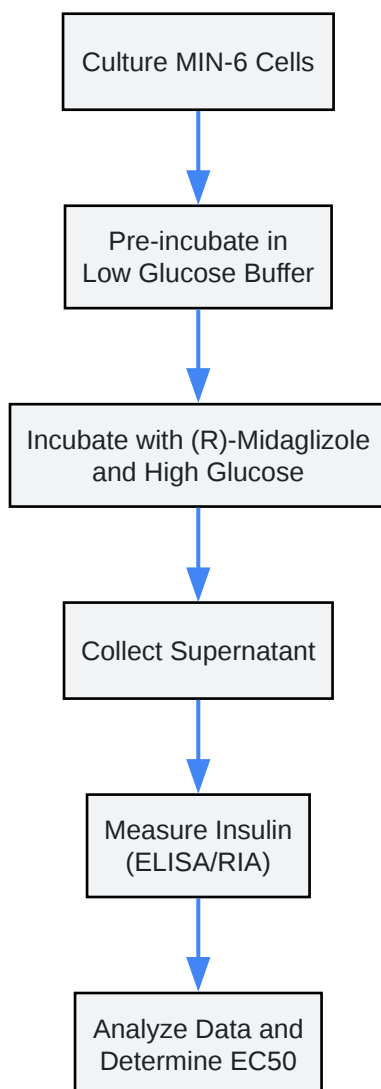 Culture MIN-6 Cells
Pre-incubate in
Low Glucose Buffer
Incubate with (R)-Midaglizole
and High Glucose
Collect Supernatant
Measure Insulin
(ELISA/RIA)
Analyze Data and
Determine EC50